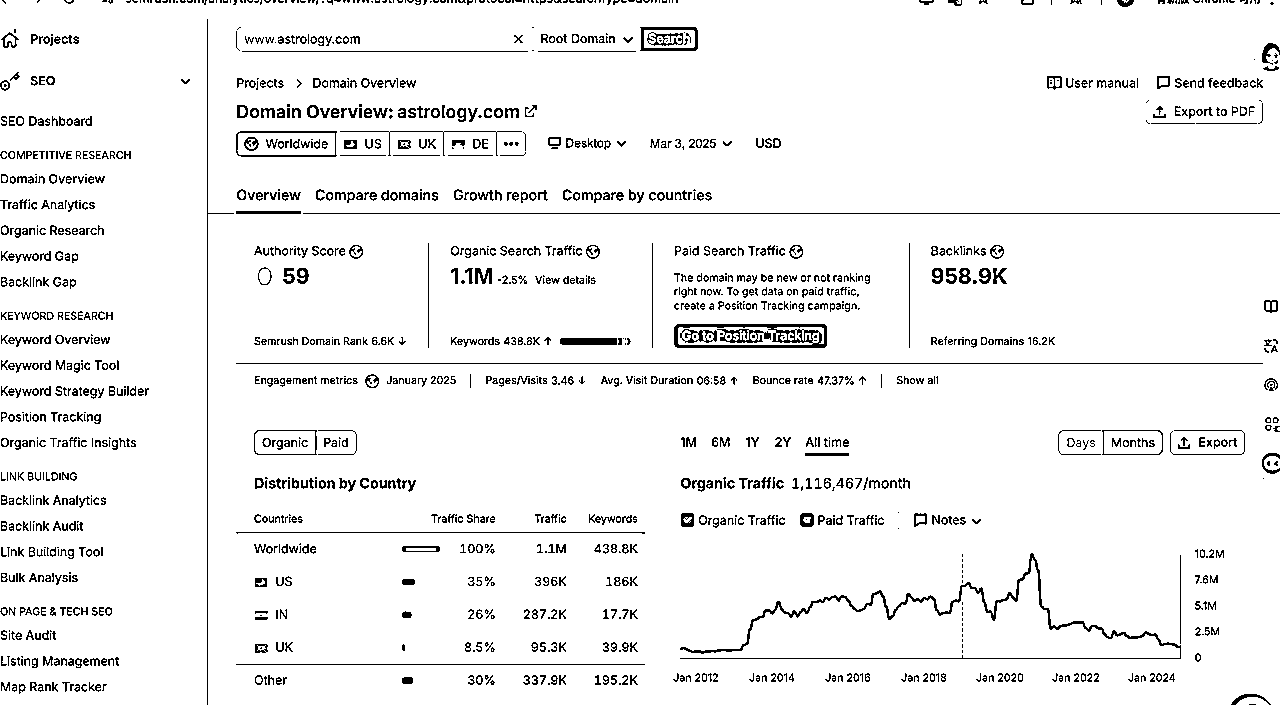 Projects
SEO
SEO Dashboard
COMPETITIVE RESEARCH
Domain Overview
Traffic Analytics
Organic Research
Keyword Gap
Backlink Gap
KEYWORD RESEARCH
Keyword Overview
Keyword Magic Tool
Keyword Strategy Builder
Position Tracking
Organic Traffic Insights
LINK BUILDING
Backlink Analytics
Backlink Audit
Link Building Tool
Bulk Analysis
ON PAGE & TECH SEO
Site Audit
Listing Management
Map Rank Tracker
www.astrology.com × Root Domain Search
Projects > Domain Overview User manual Send feedback
Domain Overview: astrology.com Export to PDF
Worldwide US UK DE ••• Desktop Mar 3, 2025 USD
Overview Compare domains Growth report Compare by countries
Authority Score
59
Semrush Domain Rank 6.6K ↓
Organic Search Traffic
1.1M -2.5% View details
Keywords 438.8K ↑
Paid Search Traffic
The domain may be new or not ranking
right now. To get data on paid traffic,
create a Position Tracking campaign.
Go to Position Tracking
Backlinks
958.9K
Referring Domains 16.2K
Engagement metrics January 2025 Pages/Visits 3.46 ↓ Avg. Visit Duration 06:58 ↑ Bounce rate 47.37% ↑ Show all
Organic Paid
Distribution by Country
Countries Traffic Share Traffic Keywords
Worldwide 100% 1.1M 438.8K
US 35% 396K 186K
IN 26% 287.2K 17.7K
UK 8.5% 95.3K 39.9K
Other 30% 337.9K 195.2K
1M 6M 1Y 2Y All time Days Months Export
Organic Traffic 1,116,467/month
Organic Traffic Paid Traffic Notes
10.2M
7.6M
5.1M
2.5M
0
Jan 2012 Jan 2014 Jan 2016 Jan 2018 Jan 2020 Jan 2022 Jan 2024